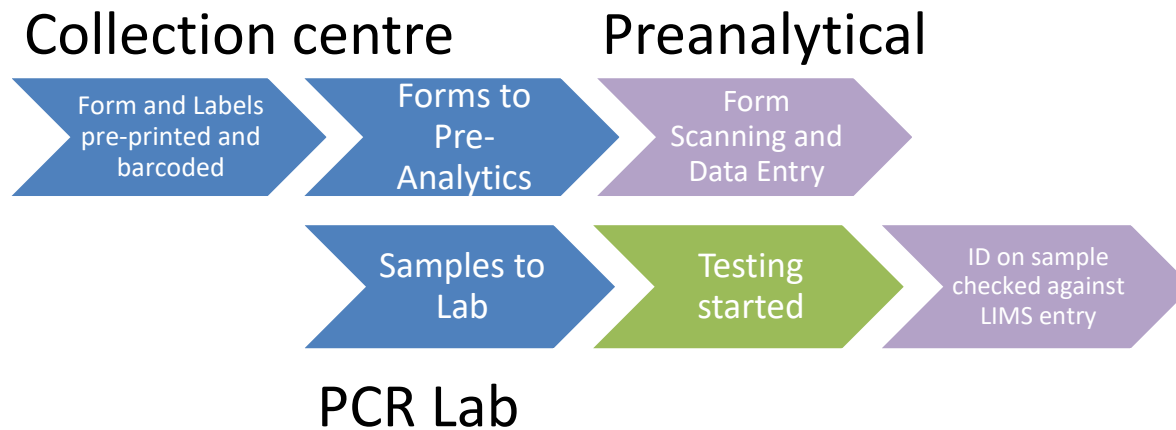 Collection centre
Preanalytical
Form and Labels
pre-printed and
barcoded
Forms to
Pre-
Analytics
Form
Scanning and
Data Entry
Samples to
Lab
Testing
started
ID on sample
checked against
LIMS entry
PCR Lab